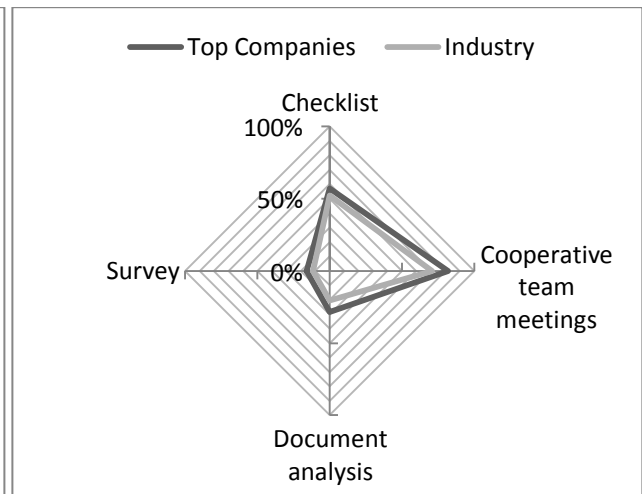 Top Companies Industry
Checklist
100%
50%
0%
Survey
Cooperative
team
meetings
Document
analysis